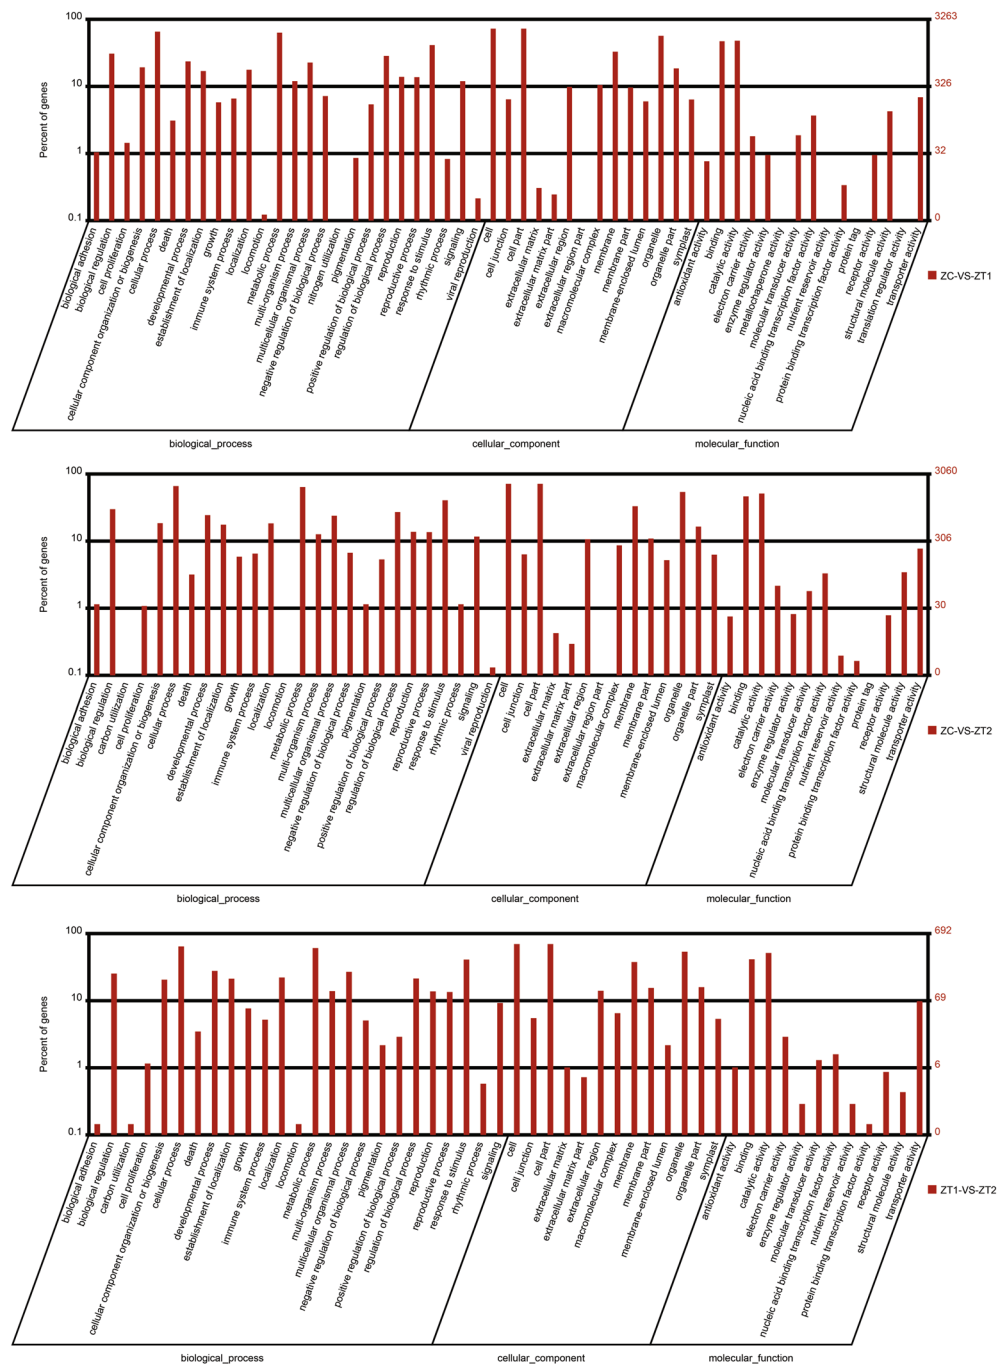 100
3263
10
326
1
32
0.1
0
Percent of genes
biological adhesion
biological regulation
cell proliferation
cellular component organization or biogenesis
cellular process
death
developmental process
establishment of localization
growth
immune system process
localization
locomotion
metabolic process
multi-organism process
multicellular organismal process
negative regulation of biological process
nitrogen utilization
pigmentation
positive regulation of biological process
regulation of biological process
reproduction
reproductive process
response to stimulus
rhythmic process
signaling
viral reproduction
cell
cell junction
cell part
extracellular matrix
extracellular matrix part
extracellular region
extracellular region part
macromolecular complex
membrane
membrane part
membrane-enclosed lumen
organelle
organelle part
symplast
antioxidant activity
binding
catalytic activity
electron carrier activity
enzyme regulator activity
metallochaperone activity
molecular transducer activity
nucleic acid binding transcription factor activity
nutrient reservoir activity
protein binding transcription factor activity
protein tag
receptor activity
structural molecule activity
translation regulator activity
transporter activity
ZC-VS-ZT1
biological_process
cellular_component
molecular_function
100
3060
10
306
1
30
0.1
0
Percent of genes
biological adhesion
biological regulation
carbon utilization
cell proliferation
cellular component organization or biogenesis
cellular process
death
developmental process
establishment of localization
growth
immune system process
localization
locomotion
metabolic process
multi-organism process
multicellular organismal process
negative regulation of biological process
pigmentation
positive regulation of biological process
regulation of biological process
reproduction
reproductive process
response to stimulus
rhythmic process
signaling
viral reproduction
cell
cell junction
cell part
extracellular matrix
extracellular matrix part
extracellular region
extracellular region part
macromolecular complex
membrane
membrane part
membrane-enclosed lumen
organelle
organelle part
symplast
antioxidant activity
binding
catalytic activity
electron carrier activity
enzyme regulator activity
molecular transducer activity
nucleic acid binding transcription factor activity
nutrient reservoir activity
protein binding transcription factor activity
protein tag
receptor activity
structural molecule activity
transporter activity
ZC-VS-ZT2
biological_process
cellular_component
molecular_function
100
692
10
69
1
6
0.1
0
Percent of genes
biological adhesion
biological regulation
carbon utilization
cell proliferation
cellular component organization or biogenesis
cellular process
death
developmental process
establishment of localization
growth
immune system process
localization
locomotion
metabolic process
multi-organism process
multicellular organismal process
negative regulation of biological process
pigmentation
positive regulation of biological process
regulation of biological process
reproduction
reproductive process
response to stimulus
rhythmic process
signaling
cell
cell junction
cell part
extracellular matrix
extracellular matrix part
extracellular region
macromolecular complex
membrane
membrane part
membrane-enclosed lumen
organelle
organelle part
symplast
antioxidant activity
binding
catalytic activity
electron carrier activity
enzyme regulator activity
molecular transducer activity
nucleic acid binding transcription factor activity
nutrient reservoir activity
protein binding transcription factor activity
receptor activity
structural molecule activity
transporter activity
ZT1-VS-ZT2
biological_process
cellular_component
molecular_function